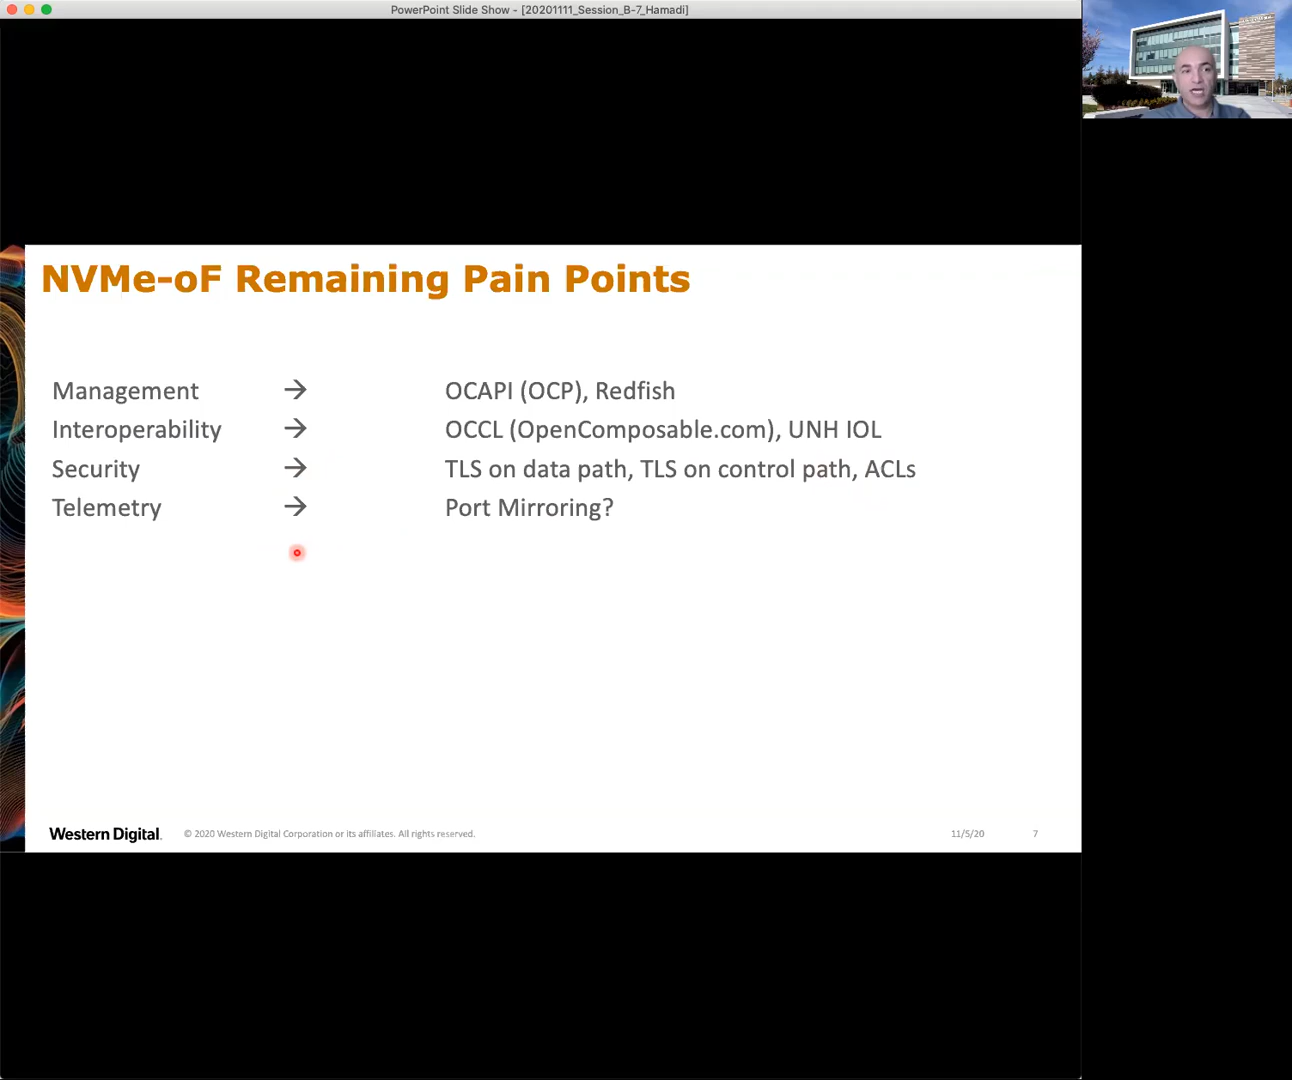 PowerPoint Slide Show - [20201111_Session_B-7_Hamadi]
NVMe-oF Remaining Pain Points
Management → OCAPI (OCP), Redfish
Interoperability → OCCL (OpenComposable.com), UNH IOL
Security → TLS on data path, TLS on control path, ACLs
Telemetry → Port Mirroring?
Western Digital. © 2020 Western Digital Corporation or its affiliates. All rights reserved. 11/5/20 7